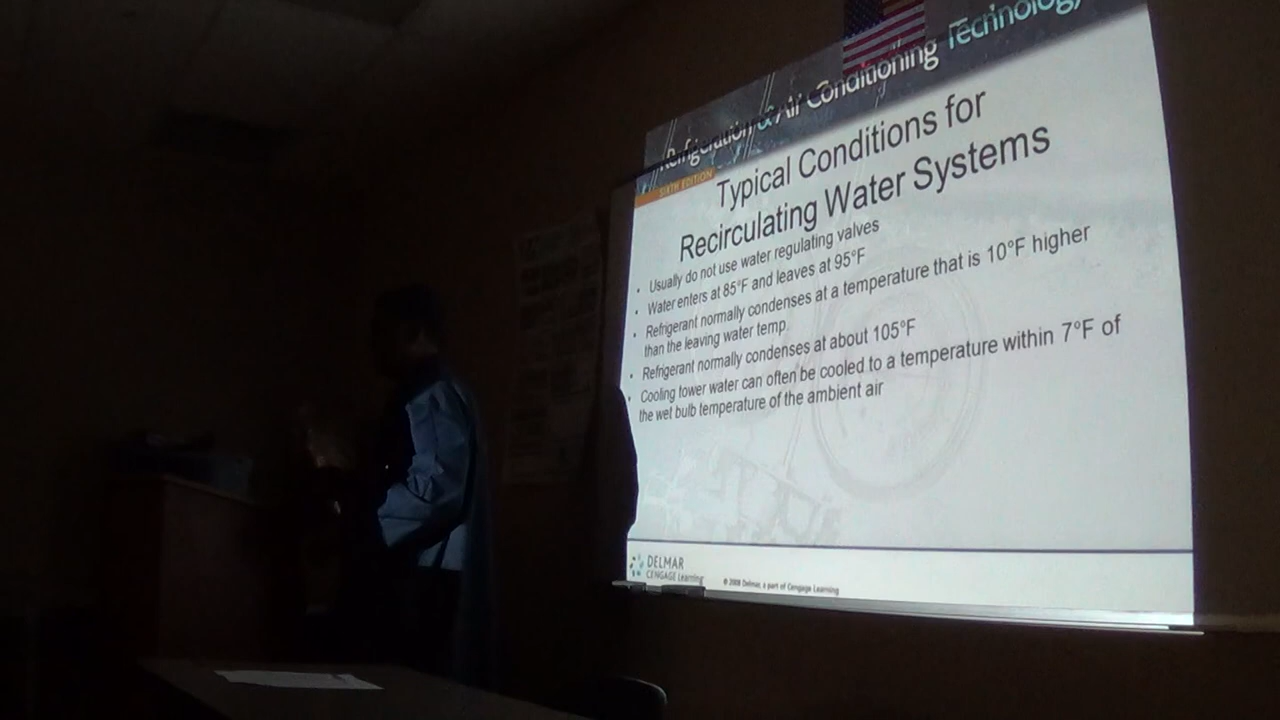 Refrigeration & Air Conditioning Technology
SIXTH EDITION
Typical Conditions for
Recirculating Water Systems
• Usually do not use water regulating valves
• Water enters at 85°F and leaves at 95°F
• Refrigerant normally condenses at a temperature that is 10°F higher
than the leaving water temp
• Refrigerant normally condenses at about 105°F
• Cooling tower water can often be cooled to a temperature within 7°F of
the wet bulb temperature of the ambient air
DELMAR
CENGAGE Learning
© 2009 Delmar, a part of Cengage Learning